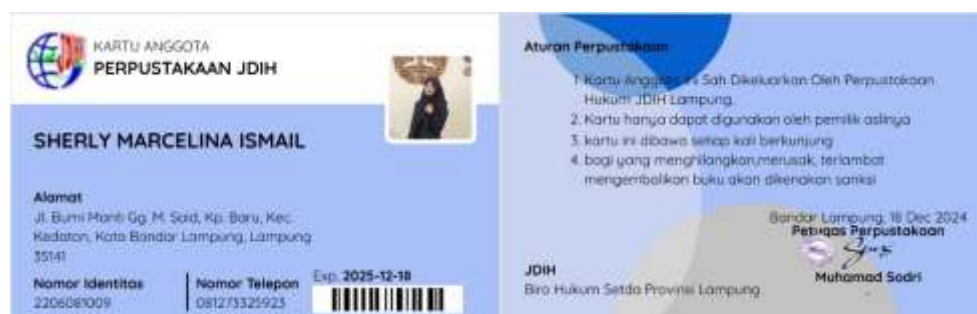 KARTU ANGGOTA
PERPUSTAKAAN JDIH
SHERLY MARCELINA ISMAIL
Alamat
Jl. Bumi Manti Gg. M. Said, Kp. Baru, Kec.
Kedaton, Kota Bandar Lampung, Lampung
35141
Nomor Identitas
2206081009
Nomor Telepon
081273325923
Exp. 2025-12-18
Aturan Perpustakaan
1. Kartu Anggota Ini Sah Dikeluarkan Oleh Perpustakaan
Hukum JDIH Lampung.
2. Kartu hanya dapat digunakan oleh pemilik aslinya
3. kartu ini dibawa setiap kali berkunjung
4. bagi yang menghilangkan,merusak, terlambat
mengembalikan buku akan dikenakan sanksi
Bandar Lampung, 18 Dec 2024
Petugas Perpustakaan
Muhamad Sadri
JDIH
Biro Hukum Setda Provinsi Lampung